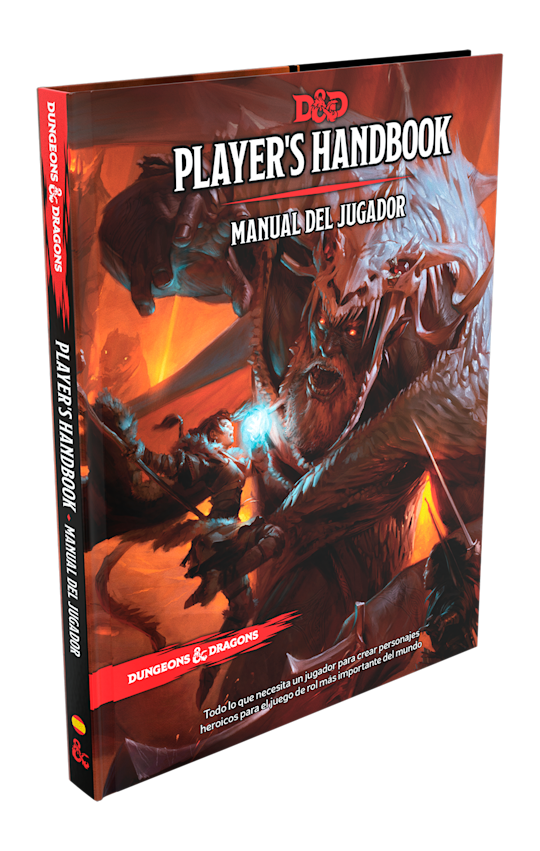 D&D
PLAYER'S HANDBOOK
MANUAL DEL JUGADOR
DUNGEONS & DRAGONS
Todo lo que necesita un jugador para crear personajes
heroicos para el juego de rol más importante del mundo
DUNGEONS & DRAGONS
PLAYER'S HANDBOOK - MANUAL DEL JUGADOR
&